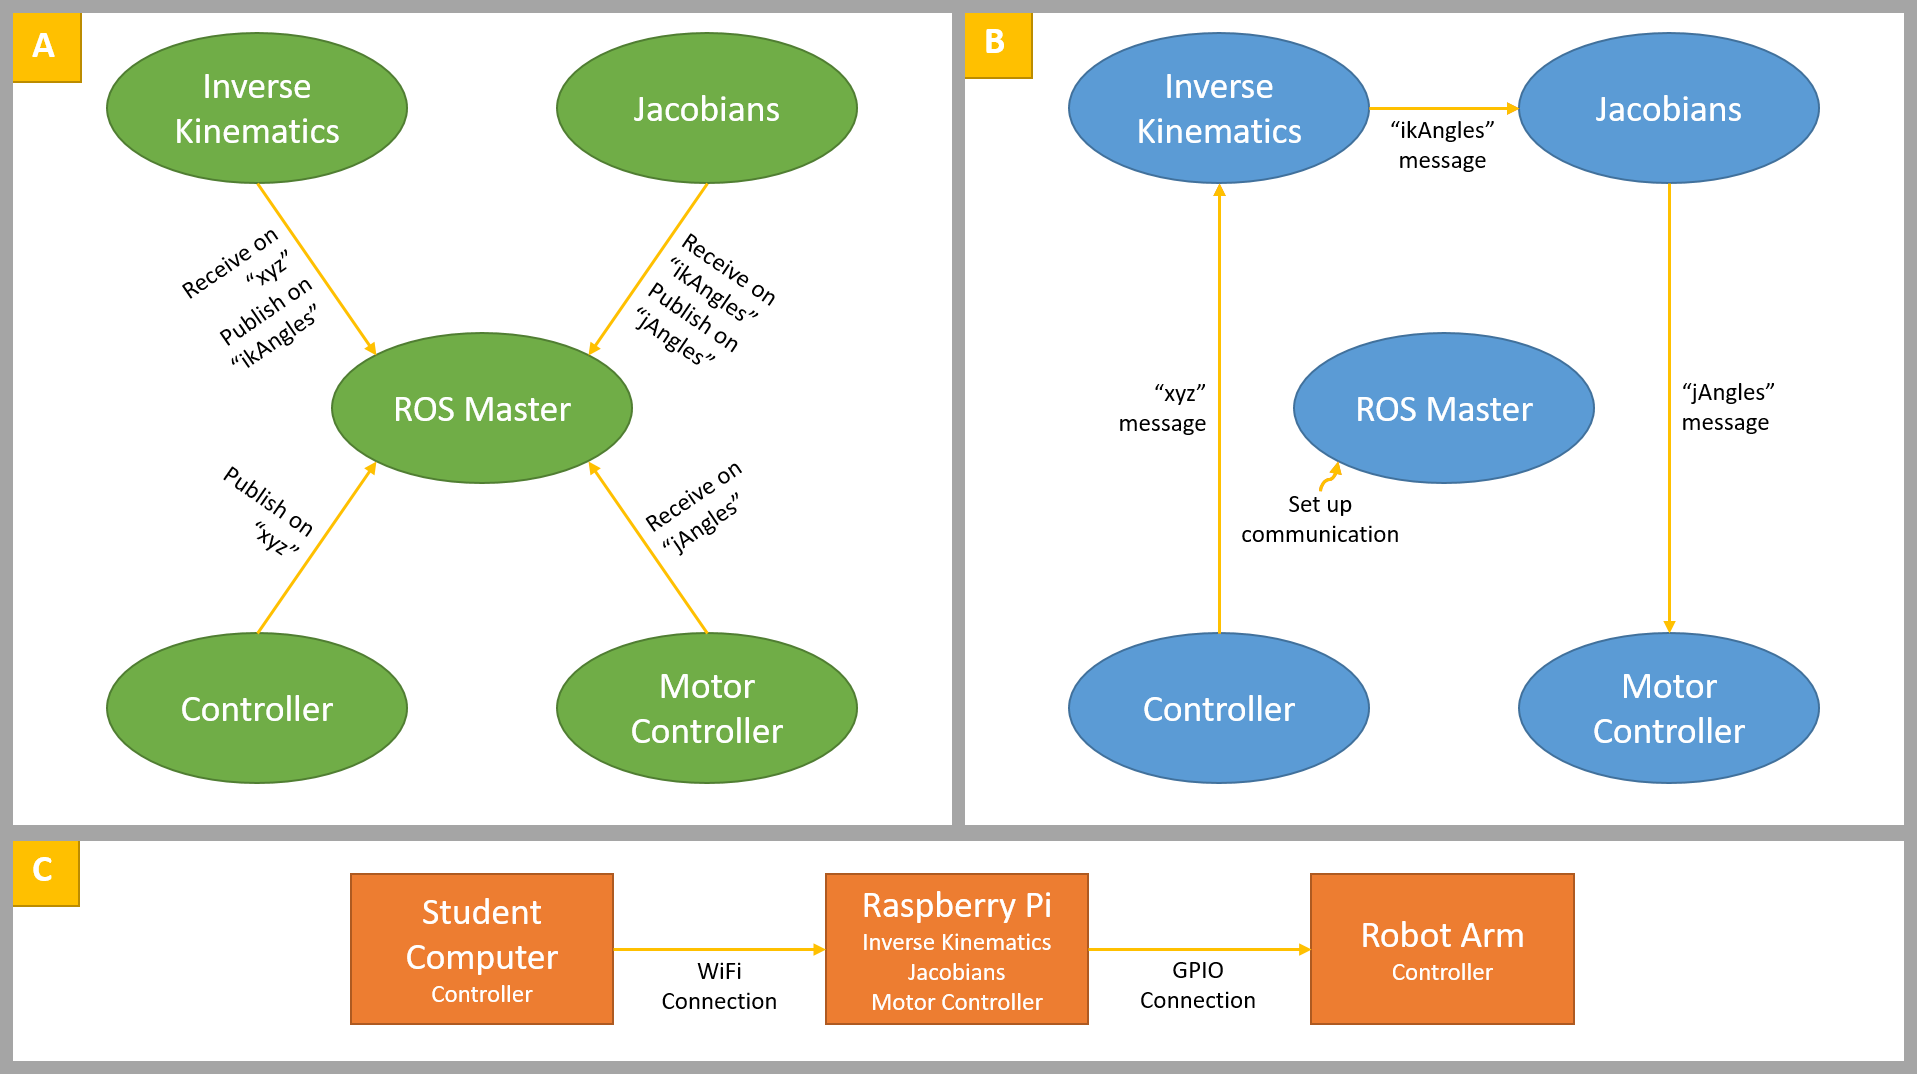 A
Inverse
Kinematics
Jacobians
Receive on
“xyz”
Publish on
“ikAngles”
Receive on
“ikAngles”
Publish on
“jAngles”
ROS Master
Publish on
“xyz”
Receive on
“jAngles”
Controller
Motor
Controller
B
Inverse
Kinematics
“ikAngles”
message
Jacobians
“xyz”
message
ROS Master
“jAngles”
message
Set up
communication
Controller
Motor
Controller
C
Student
Computer
Controller
WiFi
Connection
Raspberry Pi
Inverse Kinematics
Jacobians
Motor Controller
GPIO
Connection
Robot Arm
Controller